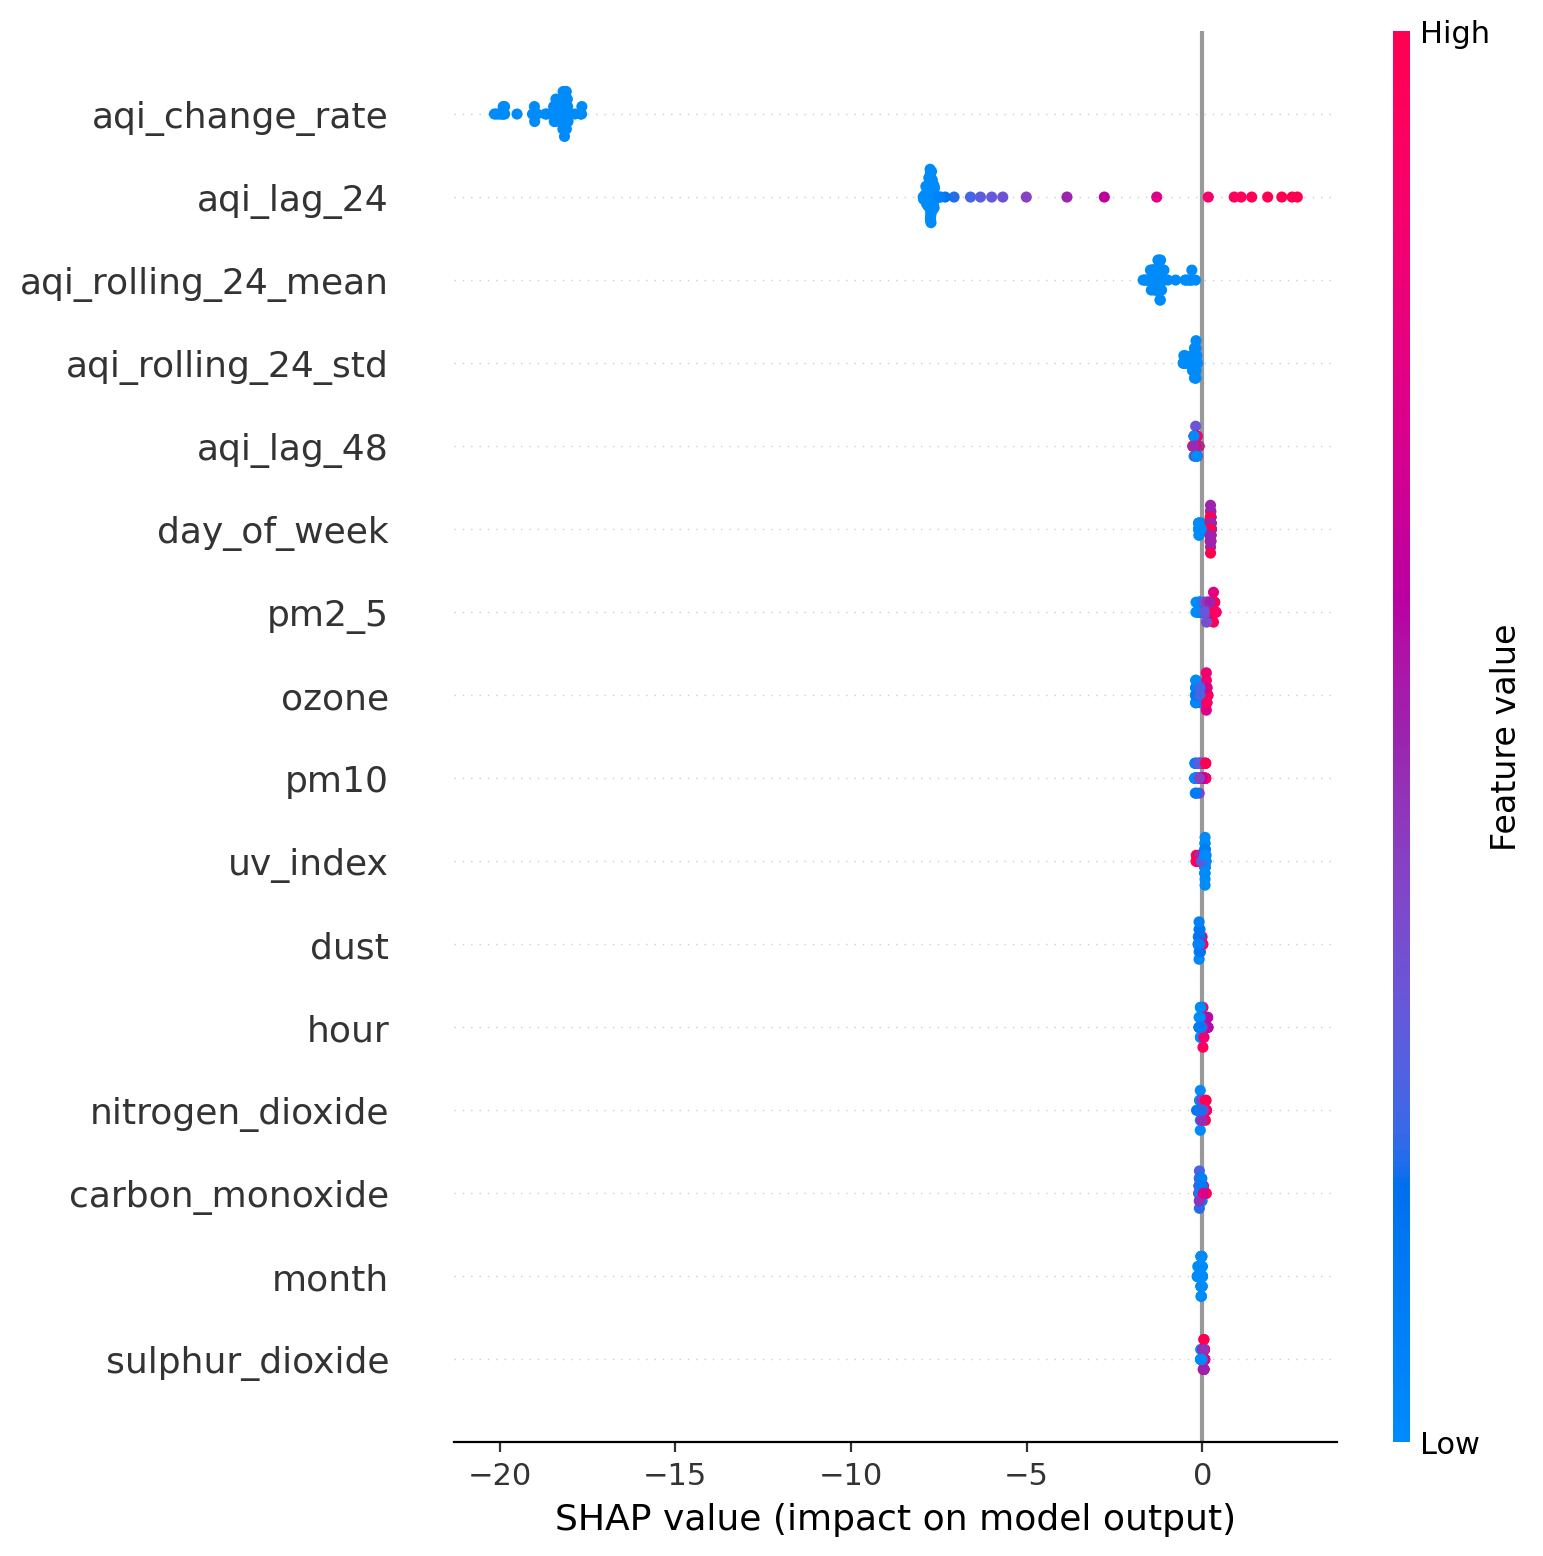 High
aqi_change_rate
aqi_lag_24
aqi_rolling_24_mean
aqi_rolling_24_std
aqi_lag_48
day_of_week
pm2_5
ozone
pm10
uv_index
dust
hour
nitrogen_dioxide
carbon_monoxide
month
sulphur_dioxide
Feature value
Low
−20 −15 −10 −5 0
SHAP value (impact on model output)